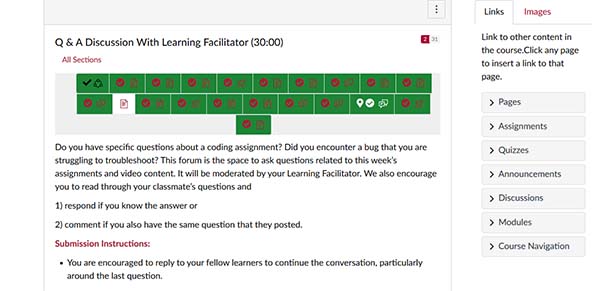 Links Images
Q & A Discussion With Learning Facilitator (30:00)
2 31
All Sections
Do you have specific questions about a coding assignment? Did you encounter a bug that you are
struggling to troubleshoot? This forum is the space to ask questions related to this week's
assignments and video content. It will be moderated by your Learning Facilitator. We also encourage
you to read through your classmate's questions and
1) respond if you know the answer or
2) comment if you also have the same question that they posted.
Submission Instructions:
• You are encouraged to reply to your fellow learners to continue the conversation, particularly
around the last question.
Link to other content in
the course.Click any page
to insert a link to that
page.
Pages
Assignments
Quizzes
Announcements
Discussions
Modules
Course Navigation